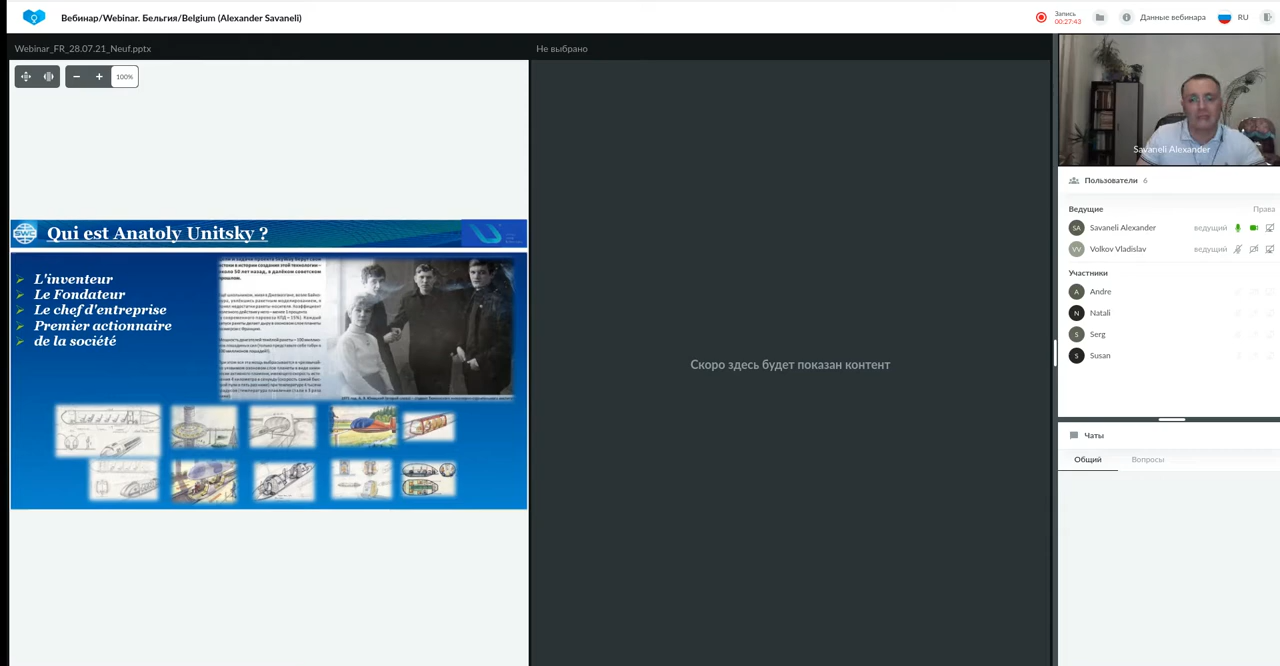 Вебинар/Webinar. Бельгия/Belgium (Alexander Savaneli)
Запись
00:27:43
Данные вебинара
RU
Webinar_FR_28.07.21_Neuf.pptx
Не выбрано
100%
SWC
Qui est Anatoly Unitsky ?
L'inventeur
Le Fondateur
Le chef d'entreprise
Premier actionnaire
de la société
Скоро здесь будет показан контент
Savaneli Alexander
Пользователи 6
Ведущие
Права
SA Savaneli Alexander ведущий
VV Volkov Vladislav ведущий
Участники
A Andre
N Natali
S Serg
S Susan
Чаты
Общий
Вопросы